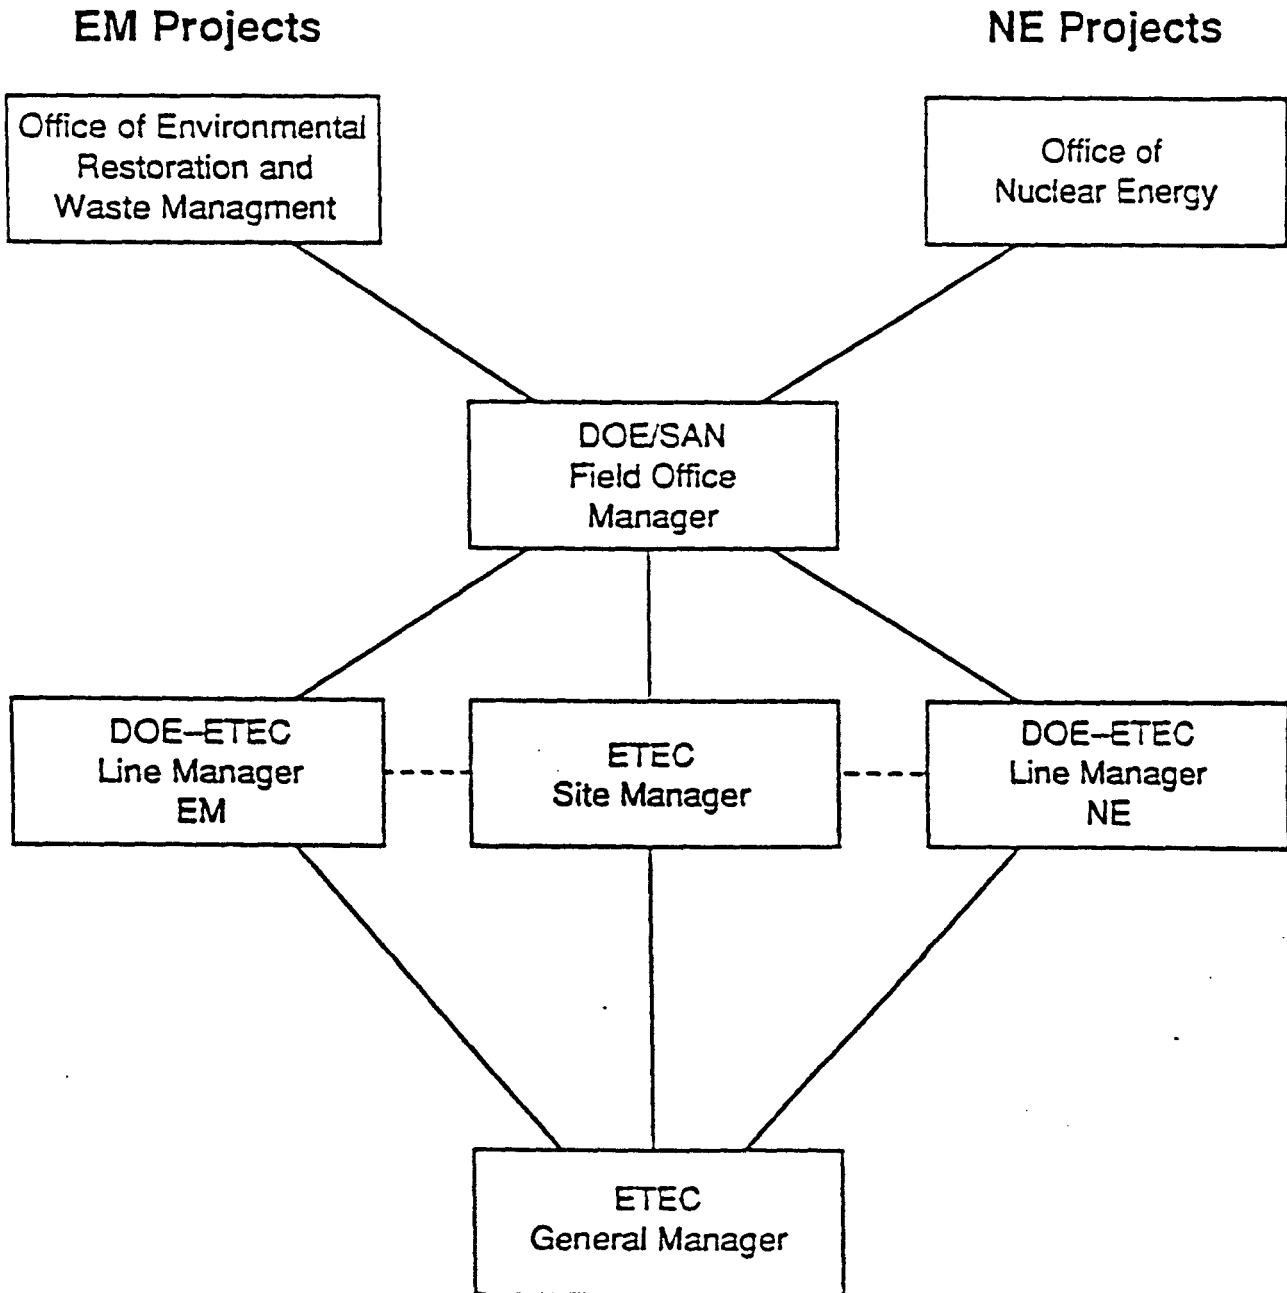 EM Projects
NE Projects
Office of Environmental
Restoration and
Waste Managment
Office of
Nuclear Energy
DOE/SAN
Field Office
Manager
DOE–ETEC
Line Manager
EM
ETEC
Site Manager
DOE–ETEC
Line Manager
NE
ETEC
General Manager